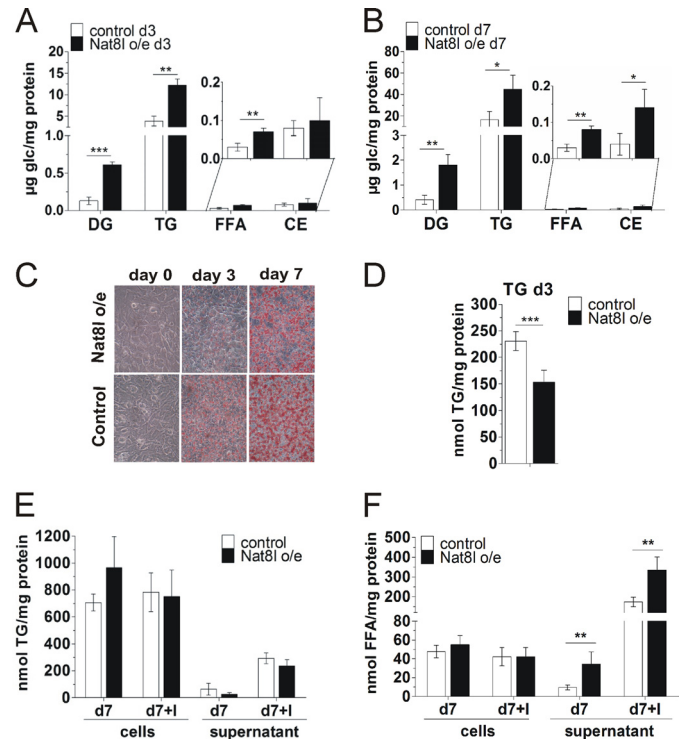 A
control d3
Nat8l o/e d3
µg glc/mg protein
20
15
10
5
1.0
0.5
0.0
**
***
0.2
0.1
0.0
**
DG TG FFA CE
B
control d7
Nat8l o/e d7
µg glc/mg protein
80
60
40
20
3
2
1
0
*
**
0.2
0.1
0.0
**
*
DG TG FFA CE
C
day 0 day 3 day 7
Nat8l o/e
Control
D
TG d3
control
Nat8l o/e
nmol TG/mg protein
300
250
200
150
100
50
0
***
E
control
Nat8l o/e
nmol TG/mg protein
1200
1000
800
600
400
200
0
d7 d7+I d7 d7+I
cells supernatant
F
control
Nat8l o/e
nmol FFA/mg protein
500
400
300
200
100
80
60
40
20
0
**
**
d7 d7+I d7 d7+I
cells supernatant